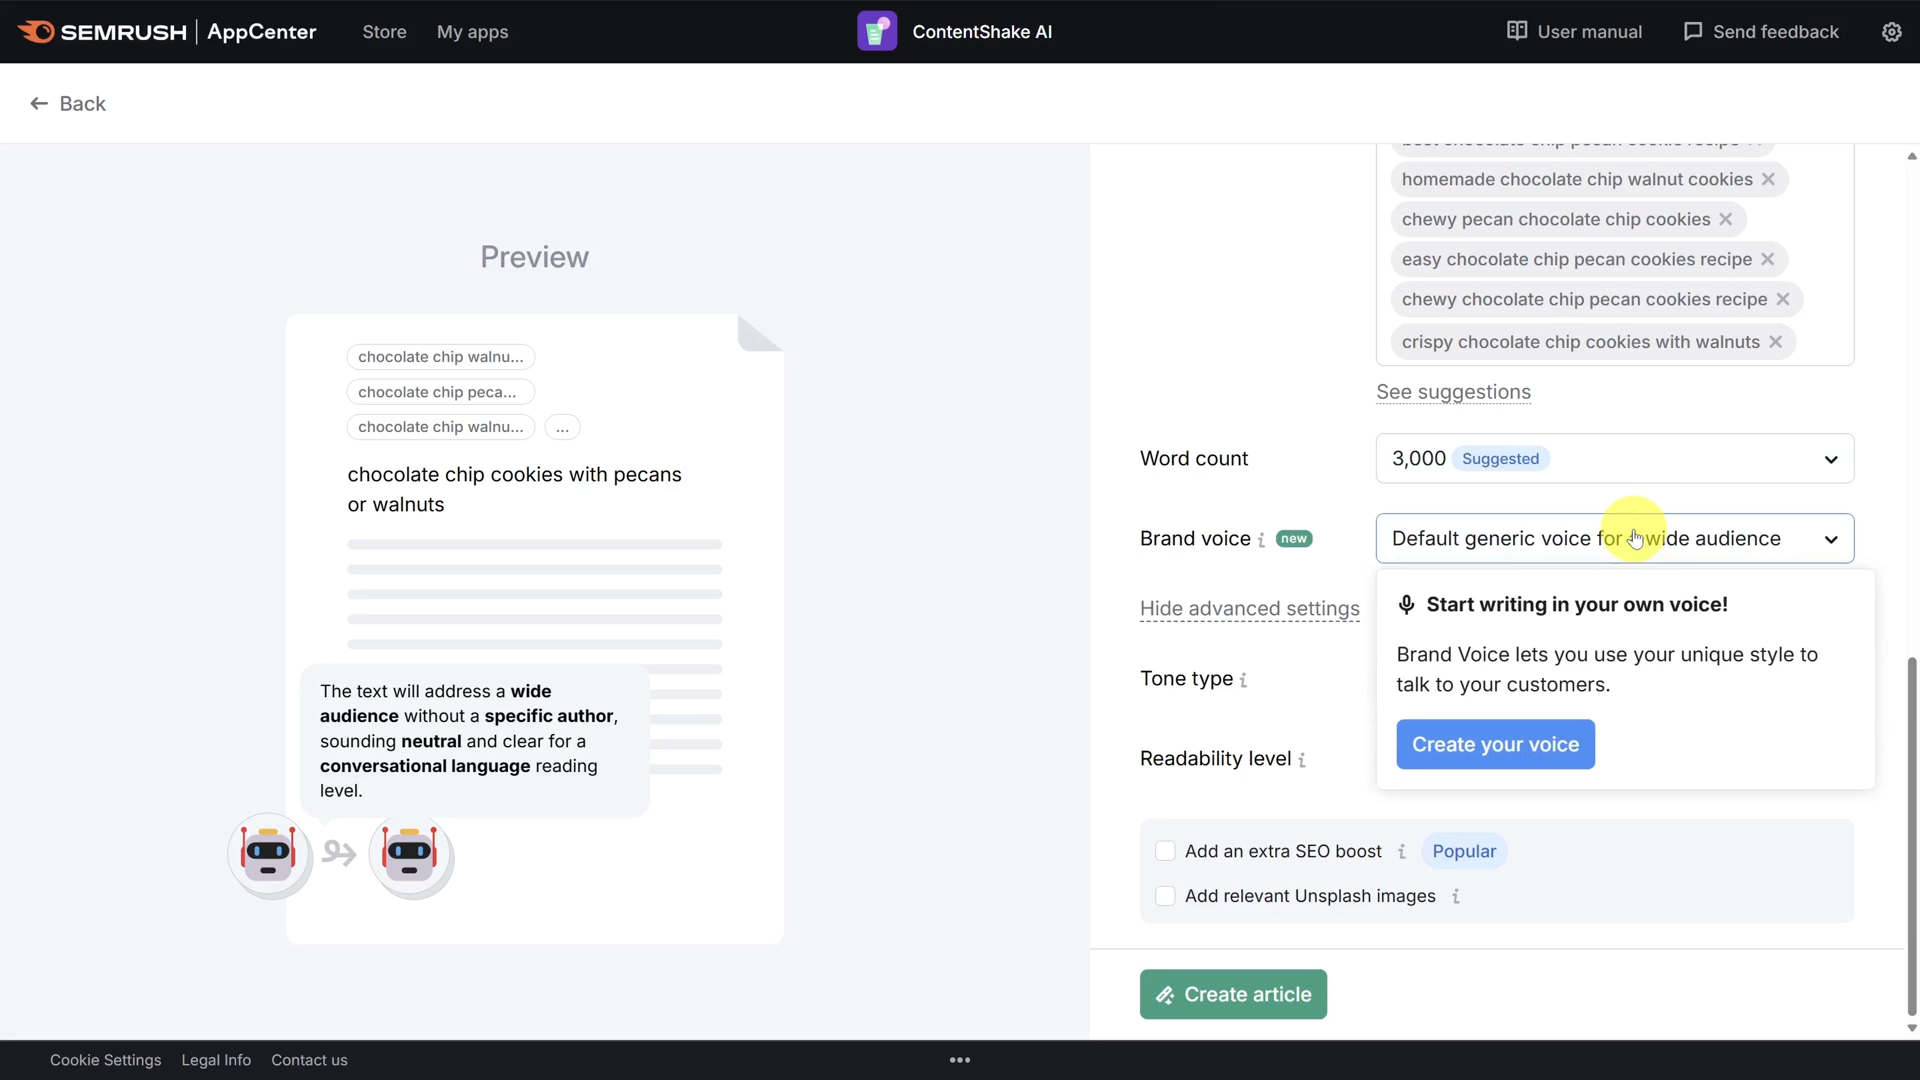 SEMRUSH AppCenter
Store
My apps
ContentShake AI
User manual
Send feedback
Back
Preview
chocolate chip walnu...
chocolate chip peca...
chocolate chip walnu...
...
chocolate chip cookies with pecans
or walnuts
The text will address a wide
audience without a specific author,
sounding neutral and clear for a
conversational language reading
level.
homemade chocolate chip walnut cookies
chewy pecan chocolate chip cookies
easy chocolate chip pecan cookies recipe
chewy chocolate chip pecan cookies recipe
crispy chocolate chip cookies with walnuts
See suggestions
Word count
3,000 Suggested
Brand voice i new
Default generic voice for wide audience
Start writing in your own voice!
Brand Voice lets you use your unique style to
talk to your customers.
Create your voice
Hide advanced settings
Tone type i
Readability level i
Add an extra SEO boost i Popular
Add relevant Unsplash images i
Create article
Cookie Settings
Legal Info
Contact us